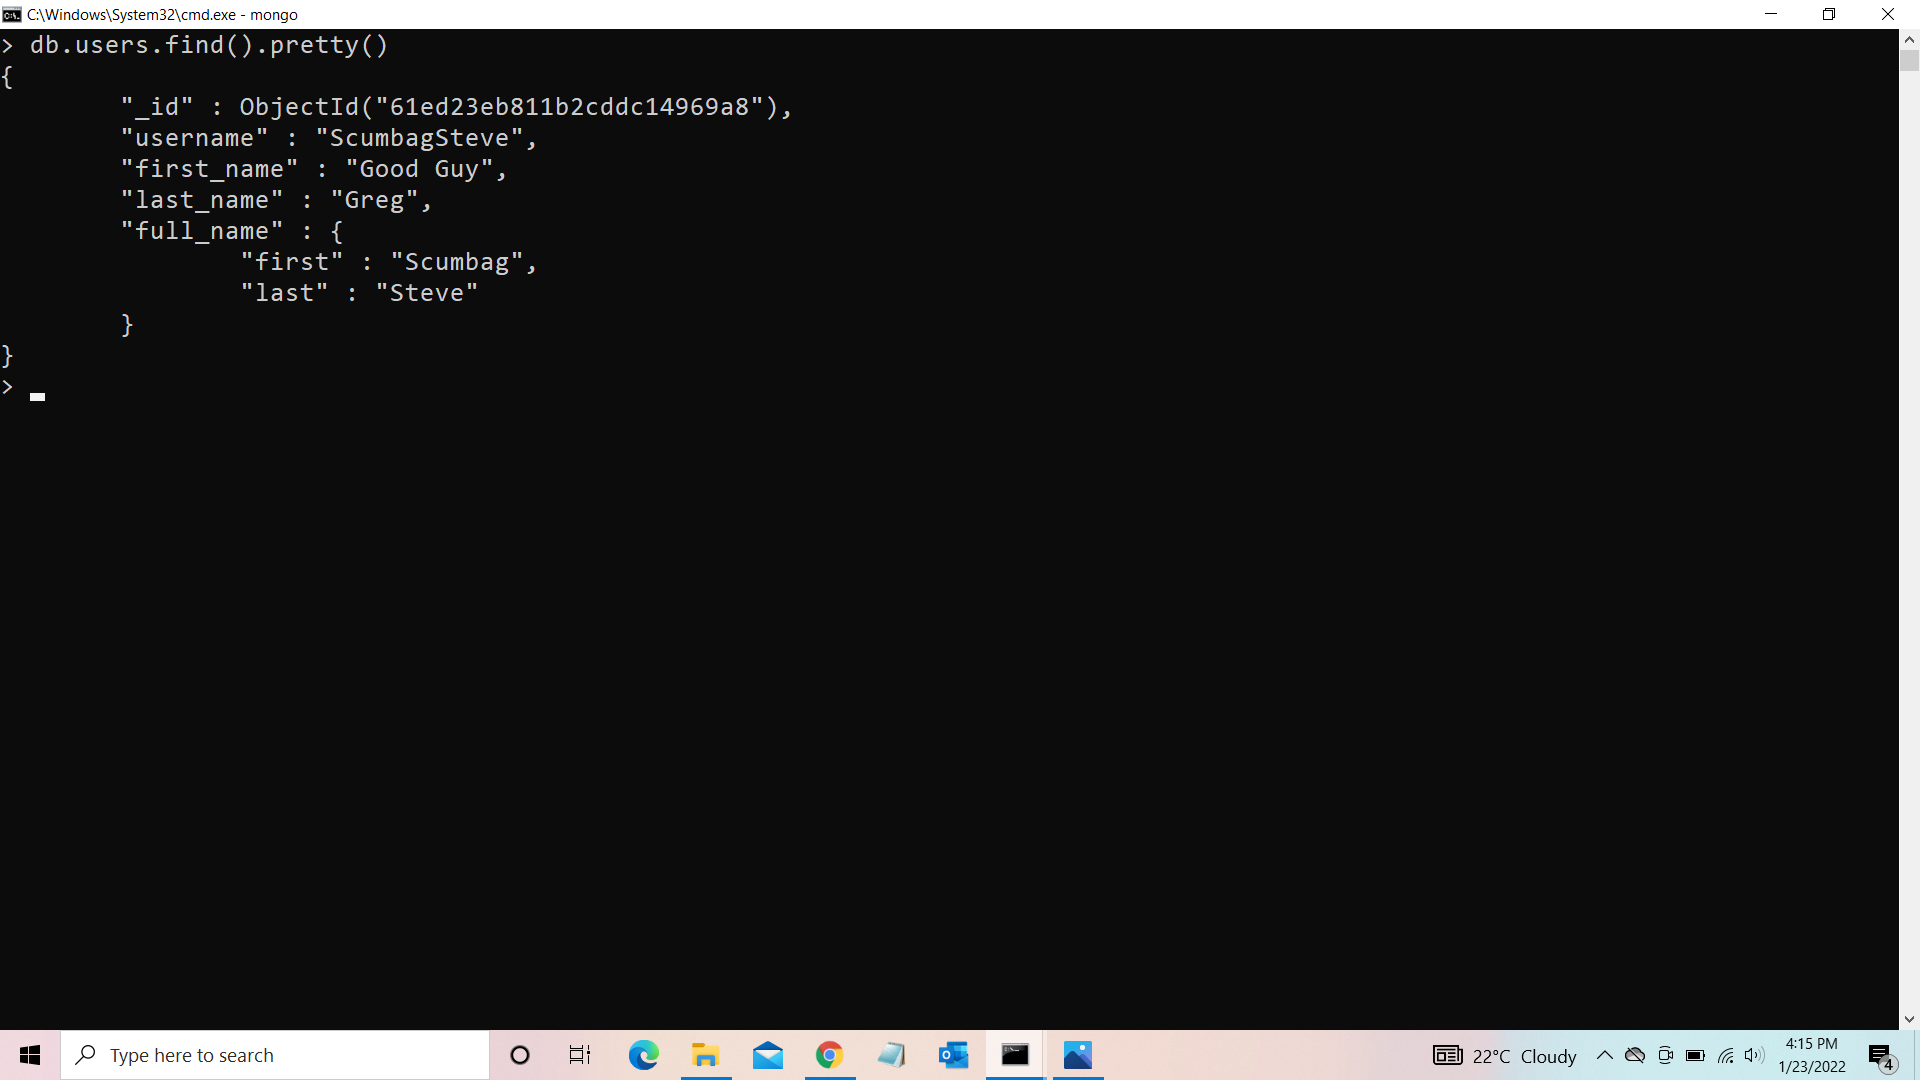 C:\Windows\System32\cmd.exe - mongo
> db.users.find().pretty()
{
"_id" : ObjectId("61ed23eb811b2cddc14969a8"),
"username" : "ScumbagSteve",
"first_name" : "Good Guy",
"last_name" : "Greg",
"full_name" : {
"first" : "Scumbag",
"last" : "Steve"
}
}
>
Type here to search
22°C Cloudy
4:15 PM
1/23/2022
4